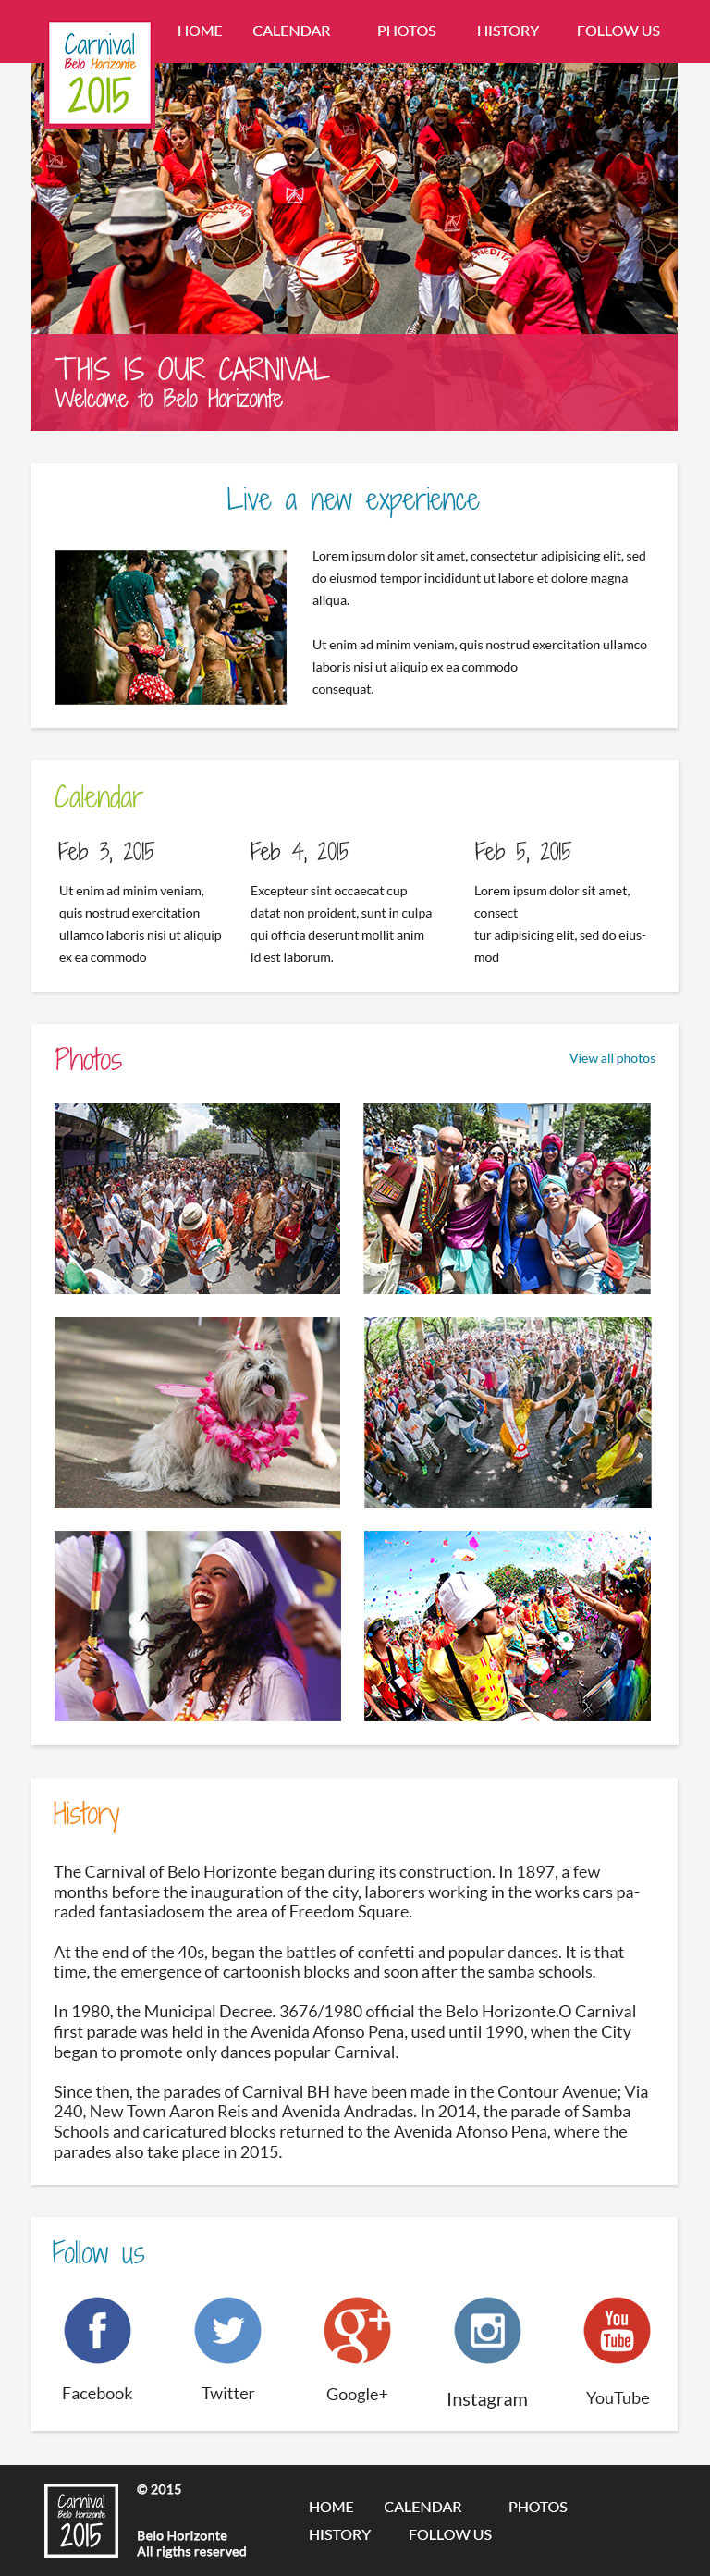 HOME CALENDAR PHOTOS HISTORY FOLLOW US
Carnival
Belo Horizonte
2015
BENEDITA
THIS IS OUR CARNIVAL
Welcome to Belo Horizonte
Live a new experience
Lorem ipsum dolor sit amet, consectetur adipisicing elit, sed
do eiusmod tempor incididunt ut labore et dolore magna
aliqua.
Ut enim ad minim veniam, quis nostrud exercitation ullamco
laboris nisi ut aliquip ex ea commodo
consequat.
Calendar
Feb 3, 2015
Ut enim ad minim veniam,
quis nostrud exercitation
ullamco laboris nisi ut aliquip
ex ea commodo
Feb 4, 2015
Excepteur sint occaecat cup
datat non proident, sunt in culpa
qui officia deserunt mollit anim
id est laborum.
Feb 5, 2015
Lorem ipsum dolor sit amet,
consect
tur adipisicing elit, sed do eius-
mod
Photos
View all photos
History
The Carnival of Belo Horizonte began during its construction. In 1897, a few
months before the inauguration of the city, laborers working in the works cars pa-
raded fantasiadosem the area of Freedom Square.
At the end of the 40s, began the battles of confetti and popular dances. It is that
time, the emergence of cartoonish blocks and soon after the samba schools.
In 1980, the Municipal Decree. 3676/1980 official the Belo Horizonte.O Carnival
first parade was held in the Avenida Afonso Pena, used until 1990, when the City
began to promote only dances popular Carnival.
Since then, the parades of Carnival BH have been made in the Contour Avenue; Via
240, New Town Aaron Reis and Avenida Andradas. In 2014, the parade of Samba
Schools and caricatured blocks returned to the Avenida Afonso Pena, where the
parades also take place in 2015.
Follow us
f g+ You
Tube
Facebook Twitter Google+ Instagram YouTube
Carnival
Belo Horizonte
2015
© 2015
Belo Horizonte
All rigths reserved
HOME CALENDAR PHOTOS
HISTORY FOLLOW US